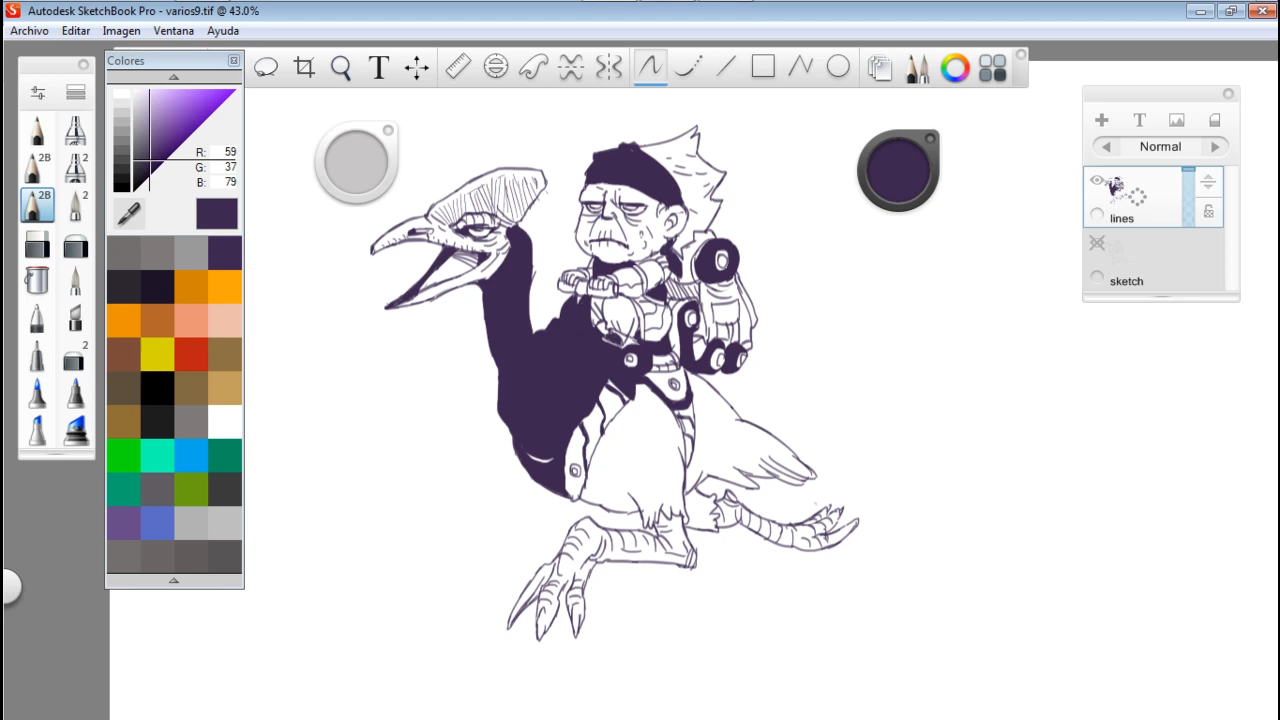 Autodesk SketchBook Pro - varios9.tif @ 43.0%
Archivo Editar Imagen Ventana Ayuda
Colores
T
R: 59
G: 37
B: 79
2B 2
2B 2
2
T
Normal
lines
sketch